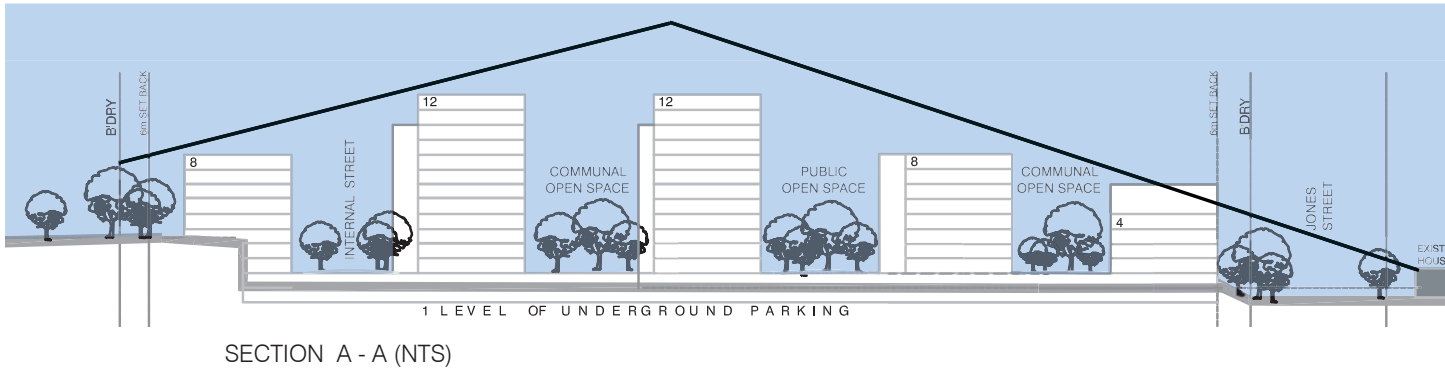 B'DRY
6m SET BACK
8
INTERNAL STREET
12
COMMUNAL
OPEN SPACE
12
PUBLIC
OPEN SPACE
8
COMMUNAL
OPEN SPACE
4
6m SET BACK
B'DRY
JONES
STREET
EXIST
HOUS
1 LEVEL OF UNDERGROUND PARKING
SECTION A - A (NTS)